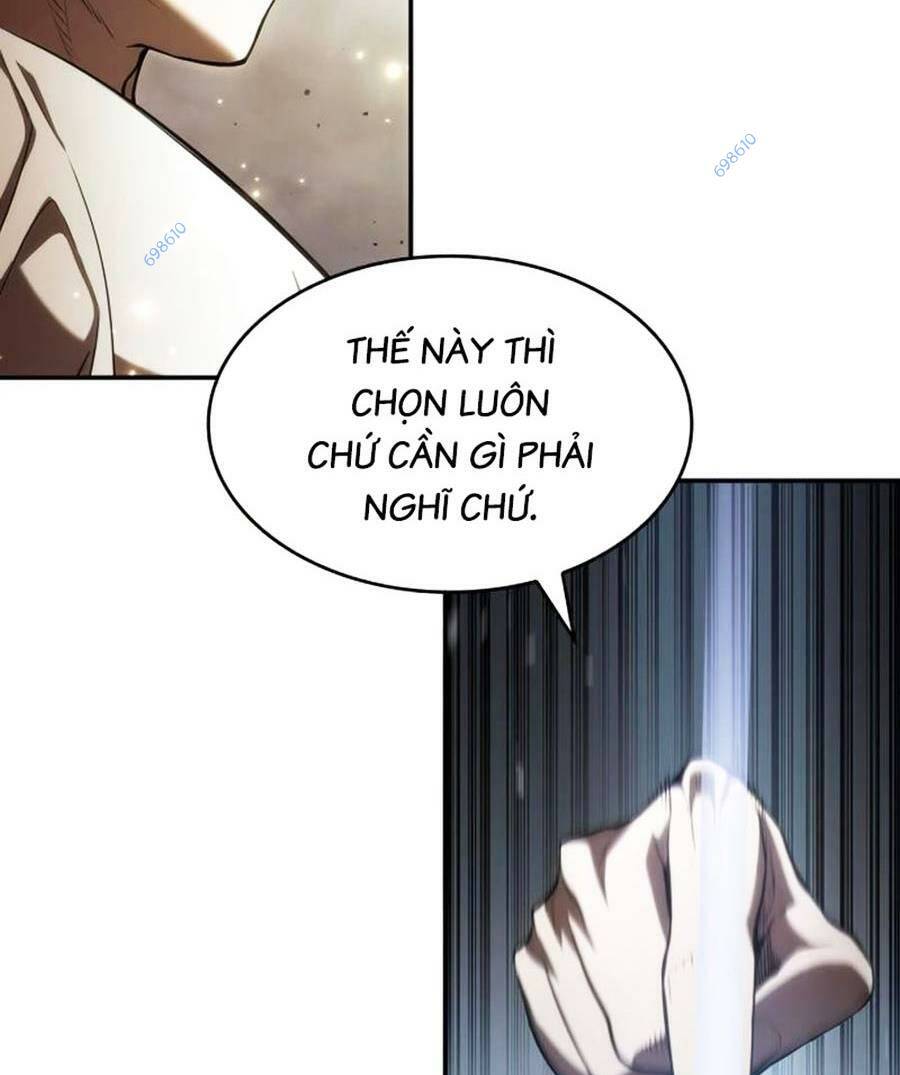 698610
698610
THẾ NÀY THÌ
CHỌN LUÔN
CHỨ CẦN GÌ PHẢI
NGHĨ CHỨ.